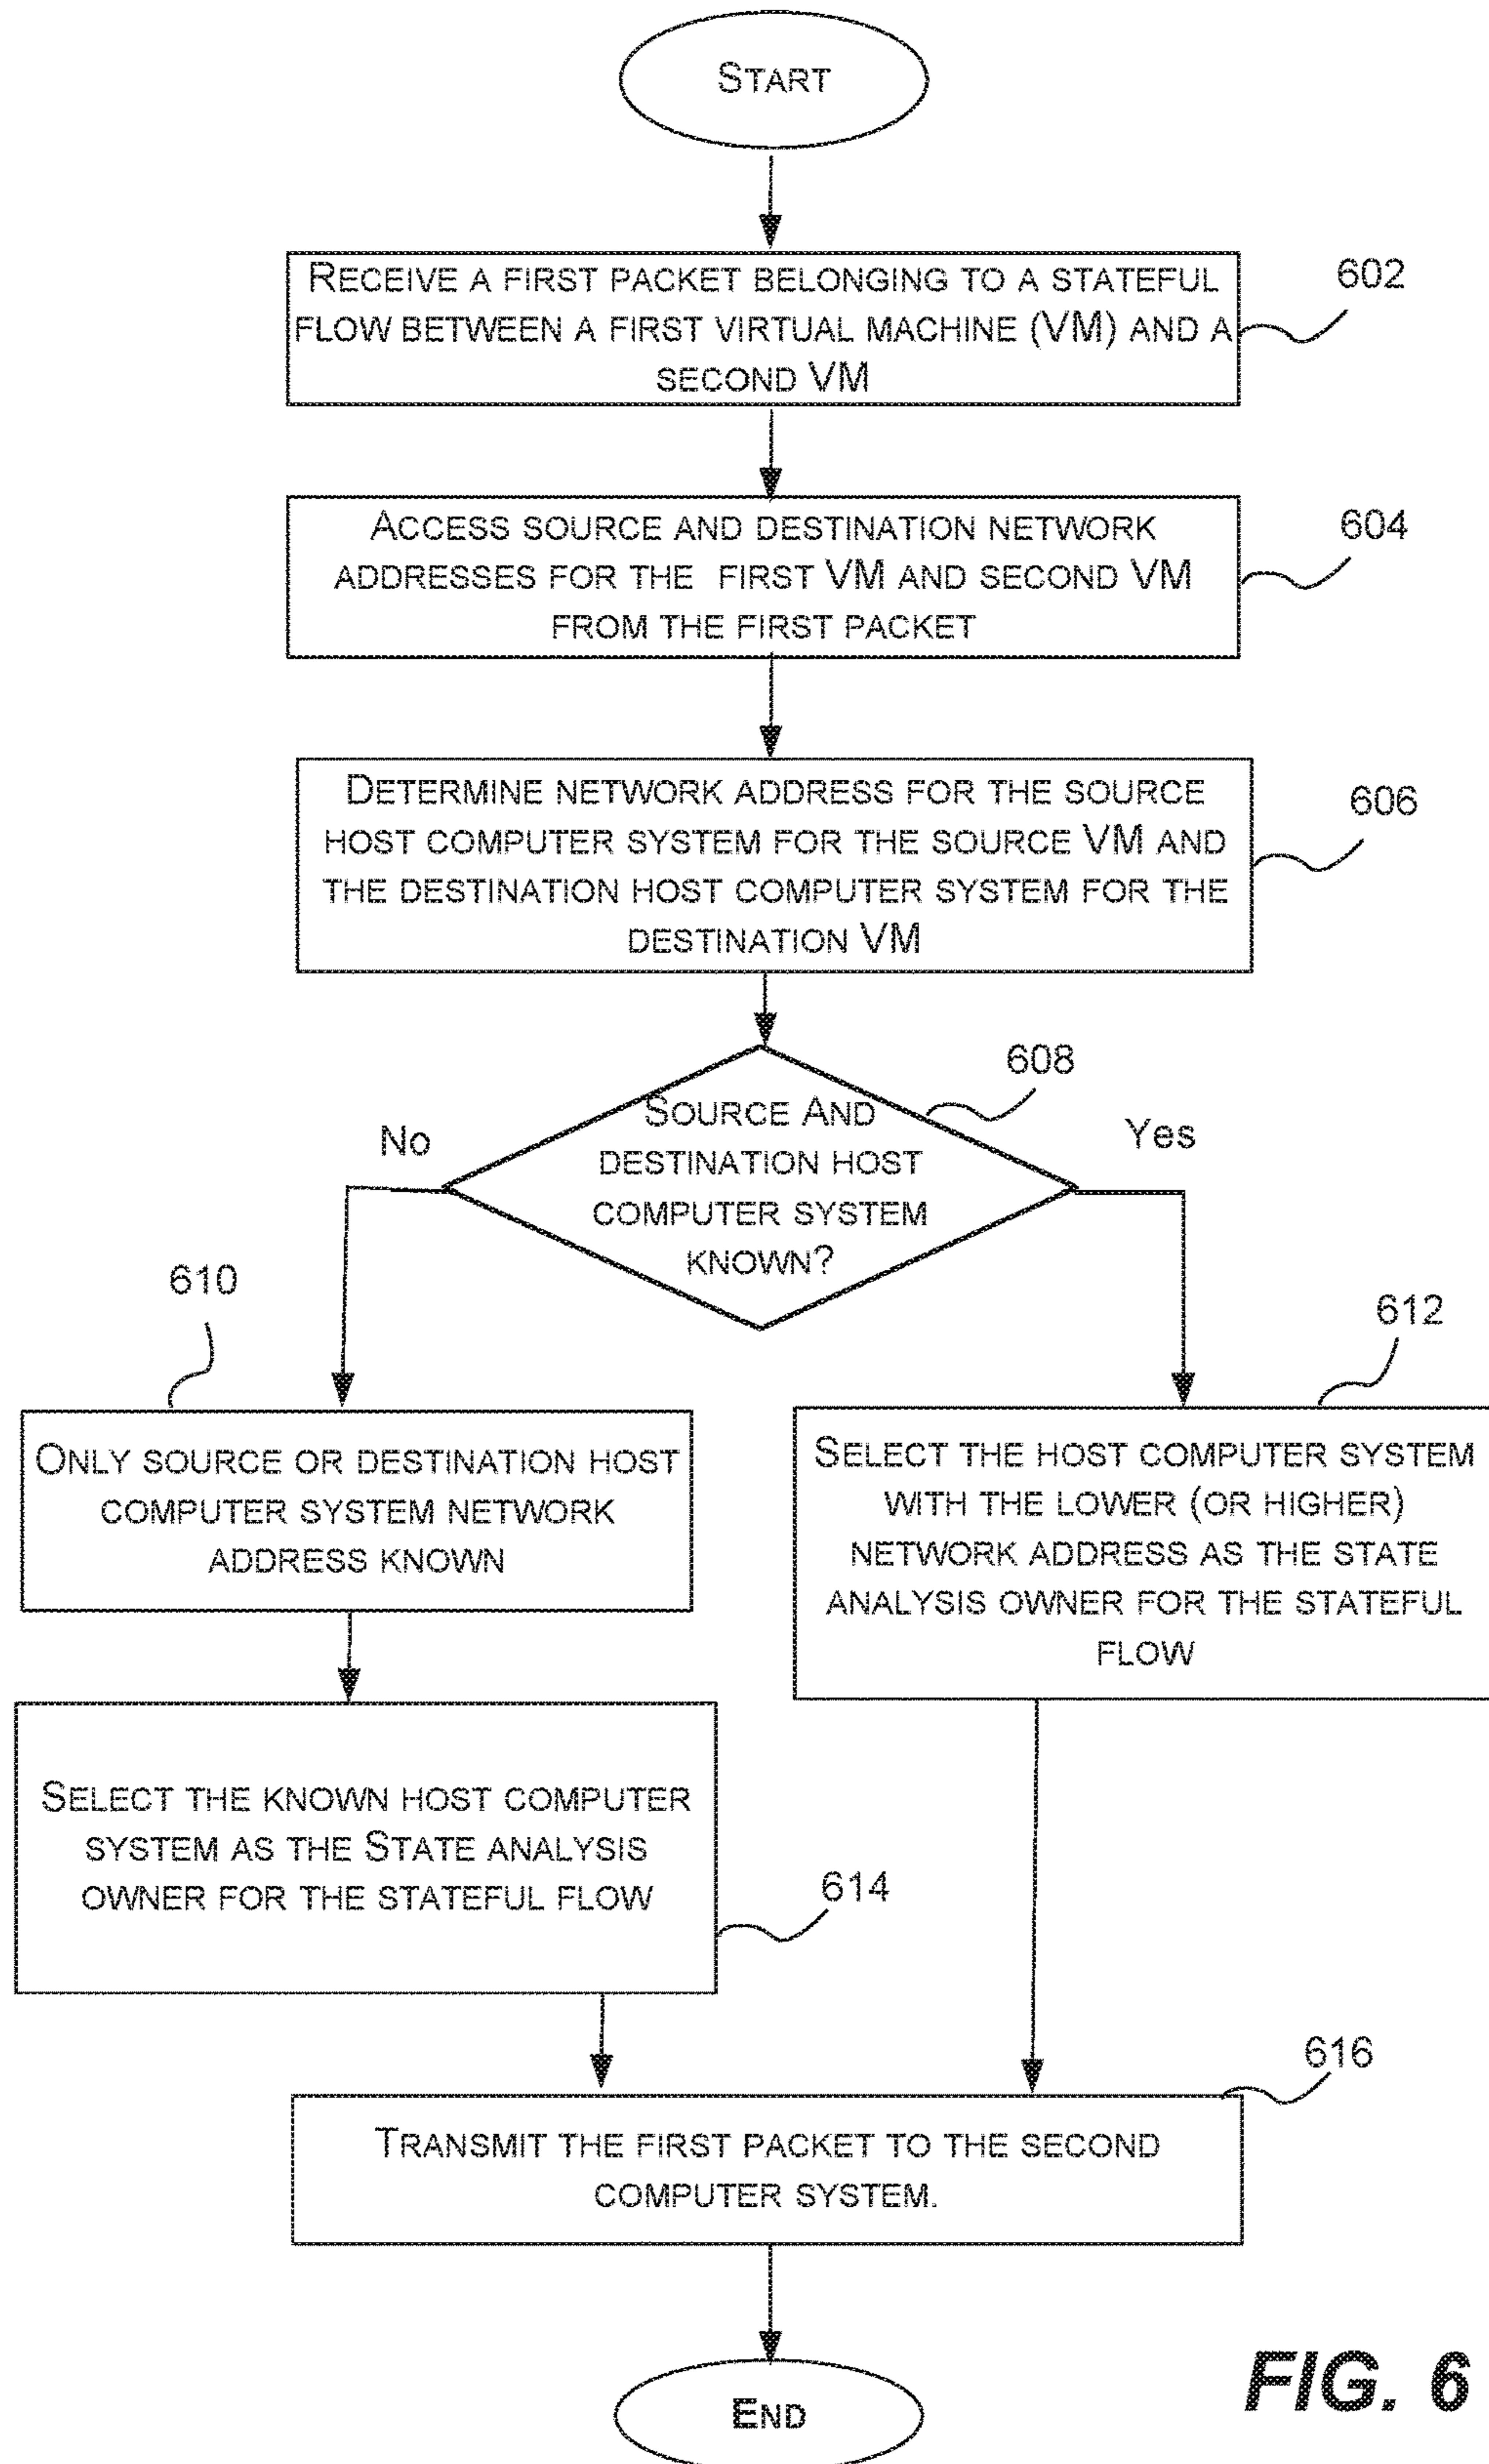 START
RECEIVE A FIRST PACKET BELONGING TO A STATEFUL
FLOW BETWEEN A FIRST VIRTUAL MACHINE (VM) AND A
SECOND VM
602
ACCESS SOURCE AND DESTINATION NETWORK
ADDRESSES FOR THE FIRST VM AND SECOND VM
FROM THE FIRST PACKET
604
DETERMINE NETWORK ADDRESS FOR THE SOURCE
HOST COMPUTER SYSTEM FOR THE SOURCE VM AND
THE DESTINATION HOST COMPUTER SYSTEM FOR THE
DESTINATION VM
606
608
SOURCE AND
DESTINATION HOST
COMPUTER SYSTEM
KNOWN?
No
Yes
610
ONLY SOURCE OR DESTINATION HOST
COMPUTER SYSTEM NETWORK
ADDRESS KNOWN
612
SELECT THE HOST COMPUTER SYSTEM
WITH THE LOWER (OR HIGHER)
NETWORK ADDRESS AS THE STATE
ANALYSIS OWNER FOR THE STATEFUL
FLOW
SELECT THE KNOWN HOST COMPUTER
SYSTEM AS THE STATE ANALYSIS
OWNER FOR THE STATEFUL FLOW
614
616
TRANSMIT THE FIRST PACKET TO THE SECOND
COMPUTER SYSTEM.
END
FIG. 6